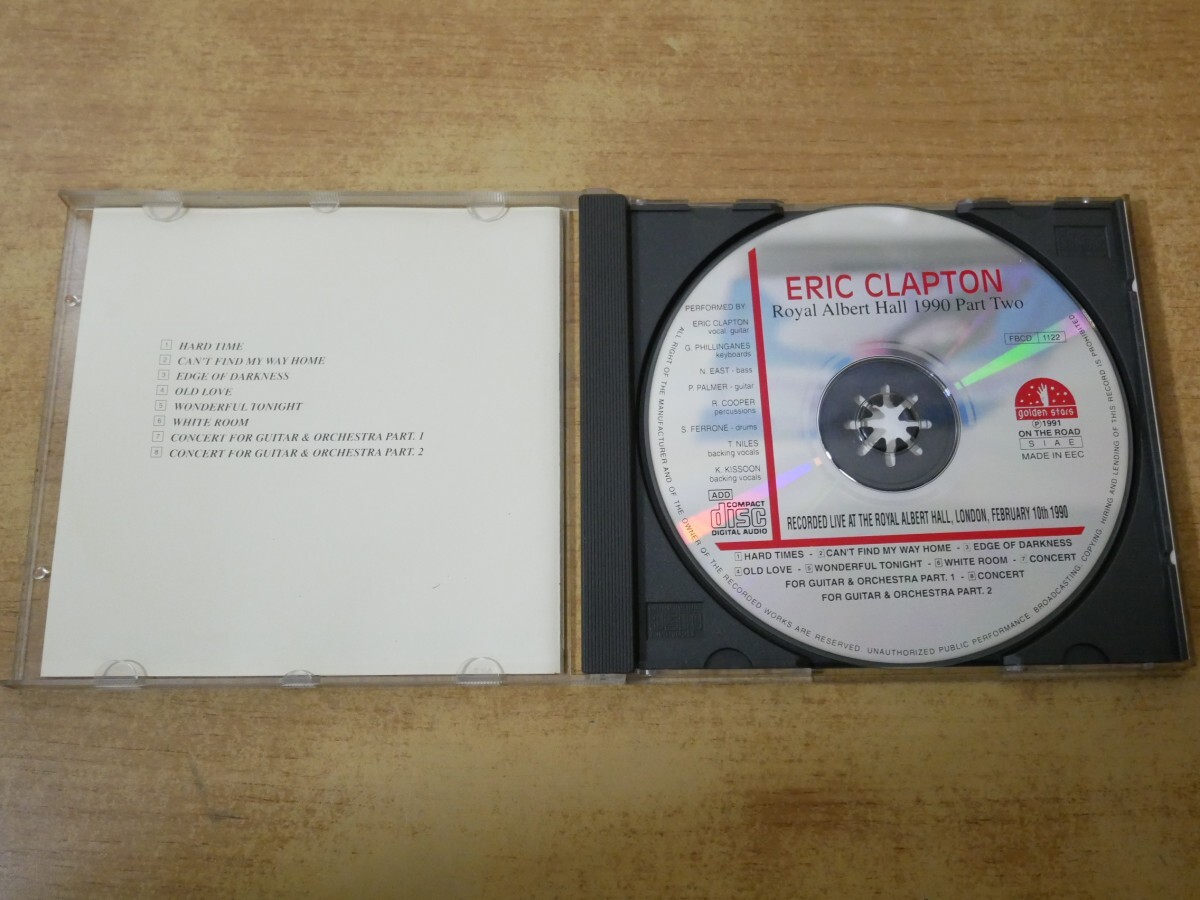 1 HARD TIME
2 CAN'T FIND MY WAY HOME
3 EDGE OF DARKNESS
4 OLD LOVE
5 WONDERFUL TONIGHT
6 WHITE ROOM
7 CONCERT FOR GUITAR & ORCHESTRA PART. 1
8 CONCERT FOR GUITAR & ORCHESTRA PART. 2
ERIC CLAPTON
Royal Albert Hall 1990 Part Two
PERFORMED BY
ERIC CLAPTON
vocal guitar
G. PHILLINGANES
keyboards
N. EAST - bass
P. PALMER - guitar
R. COOPER
percussions
S. FERRONE - drums
T. NILES
backing vocals
K. KISSOON
backing vocals
FBCD 1122
golden stars
℗ 1991
ON THE ROAD
SIAE
MADE IN EEC
ADD
COMPACT
disc
DIGITAL AUDIO
RECORDED LIVE AT THE ROYAL ALBERT HALL, LONDON, FEBRUARY 10th 1990
1 HARD TIMES - 2 CAN'T FIND MY WAY HOME - 3 EDGE OF DARKNESS
4 OLD LOVE - 5 WONDERFUL TONIGHT - 6 WHITE ROOM - 7 CONCERT
FOR GUITAR & ORCHESTRA PART. 1 - 8 CONCERT
FOR GUITAR & ORCHESTRA PART. 2
ALL RIGHT OF THE MANUFACTURER AND OF THE OWNER OF THE RECORDED WORKS ARE RESERVED. UNAUTHORIZED PUBLIC PERFORMANCE, BROADCASTING COPYING, HIRING AND LENDING OF THIS RECORD IS PROHIBITED